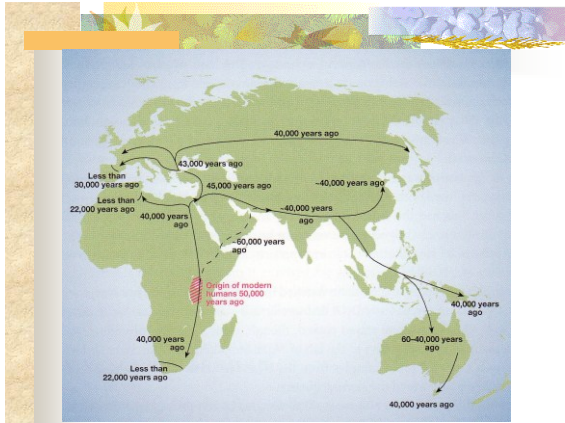 40,000 years ago
43,000 years ago
Less than
30,000 years ago
45,000 years ago
~40,000 years ago
Less than
22,000 years ago
40,000 years
ago
~40,000 years
ago
~60,000 years
ago
Origin of modern
humans 50,000
years ago
40,000 years
ago
40,000 years
ago
60–40,000 years
ago
Less than
22,000 years ago
40,000 years ago